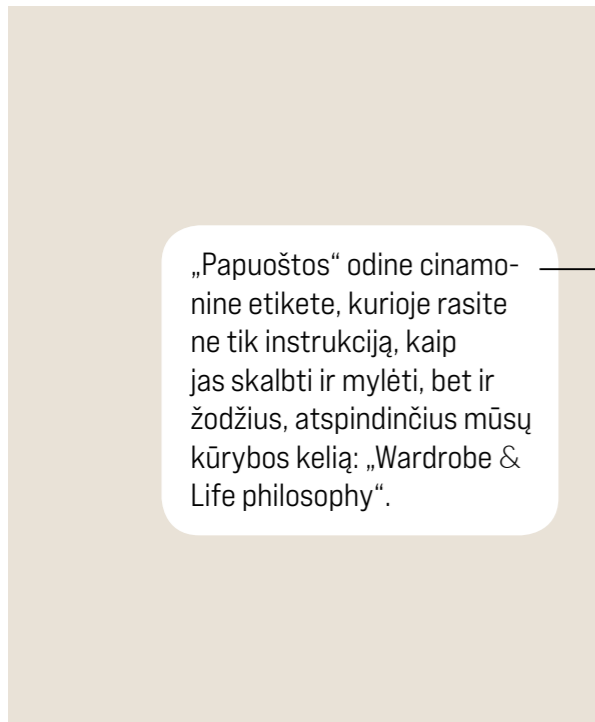 „Papuoštos“ odine cinamo-
nine etikete, kurioje rasite
ne tik instrukciją, kaip
jas skalbti ir mylėti, bet ir
žodžius, atspindinčius mūsų
kūrybos kelią: „Wardrobe &
Life philosophy“.